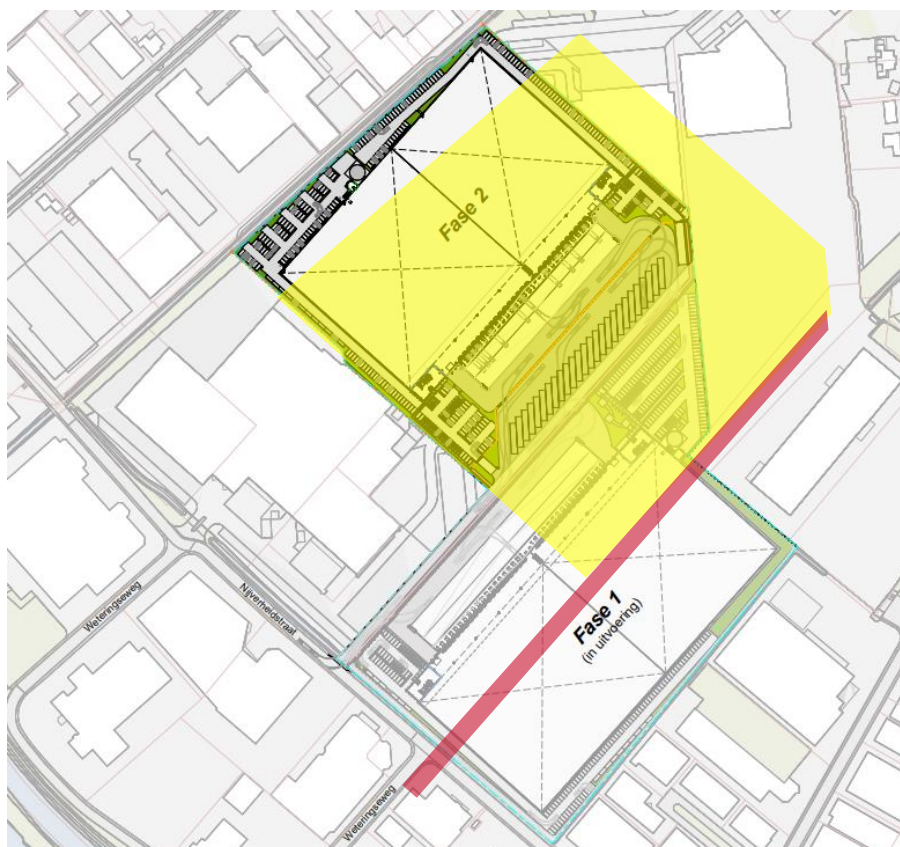 Fase 2
Fase 1
(in uitvoering)
Weteringseweg
Nijverheidstraat
Weteringseweg